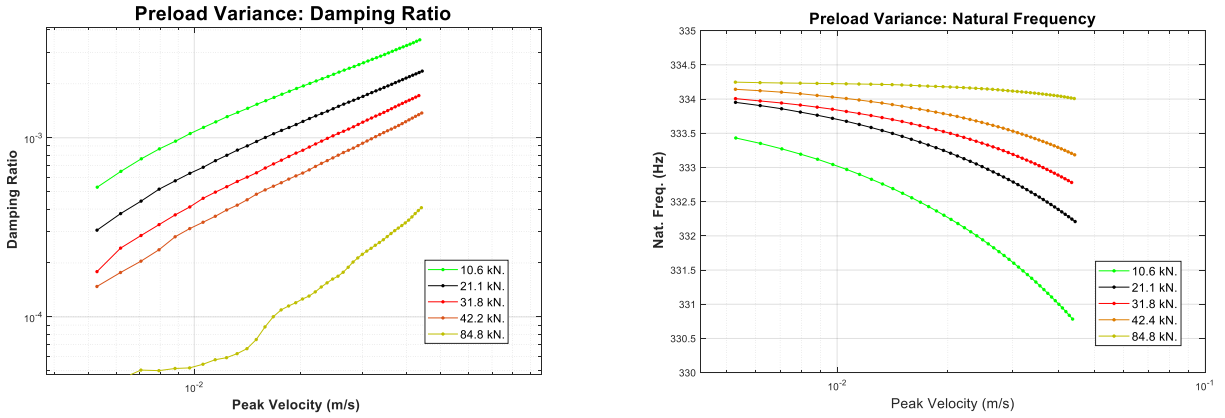 Preload Variance: Damping Ratio
Damping Ratio
10⁻³
10⁻⁴
10⁻²
Peak Velocity (m/s)
10.6 kN.
21.1 kN.
31.8 kN.
42.2 kN.
84.8 kN.
Preload Variance: Natural Frequency
Nat. Freq. (Hz)
335
334.5
334
333.5
333
332.5
332
331.5
331
330.5
330
10⁻²
10⁻¹
Peak Velocity (m/s)
10.6 kN.
21.1 kN.
31.8 kN.
42.4 kN.
84.8 kN.